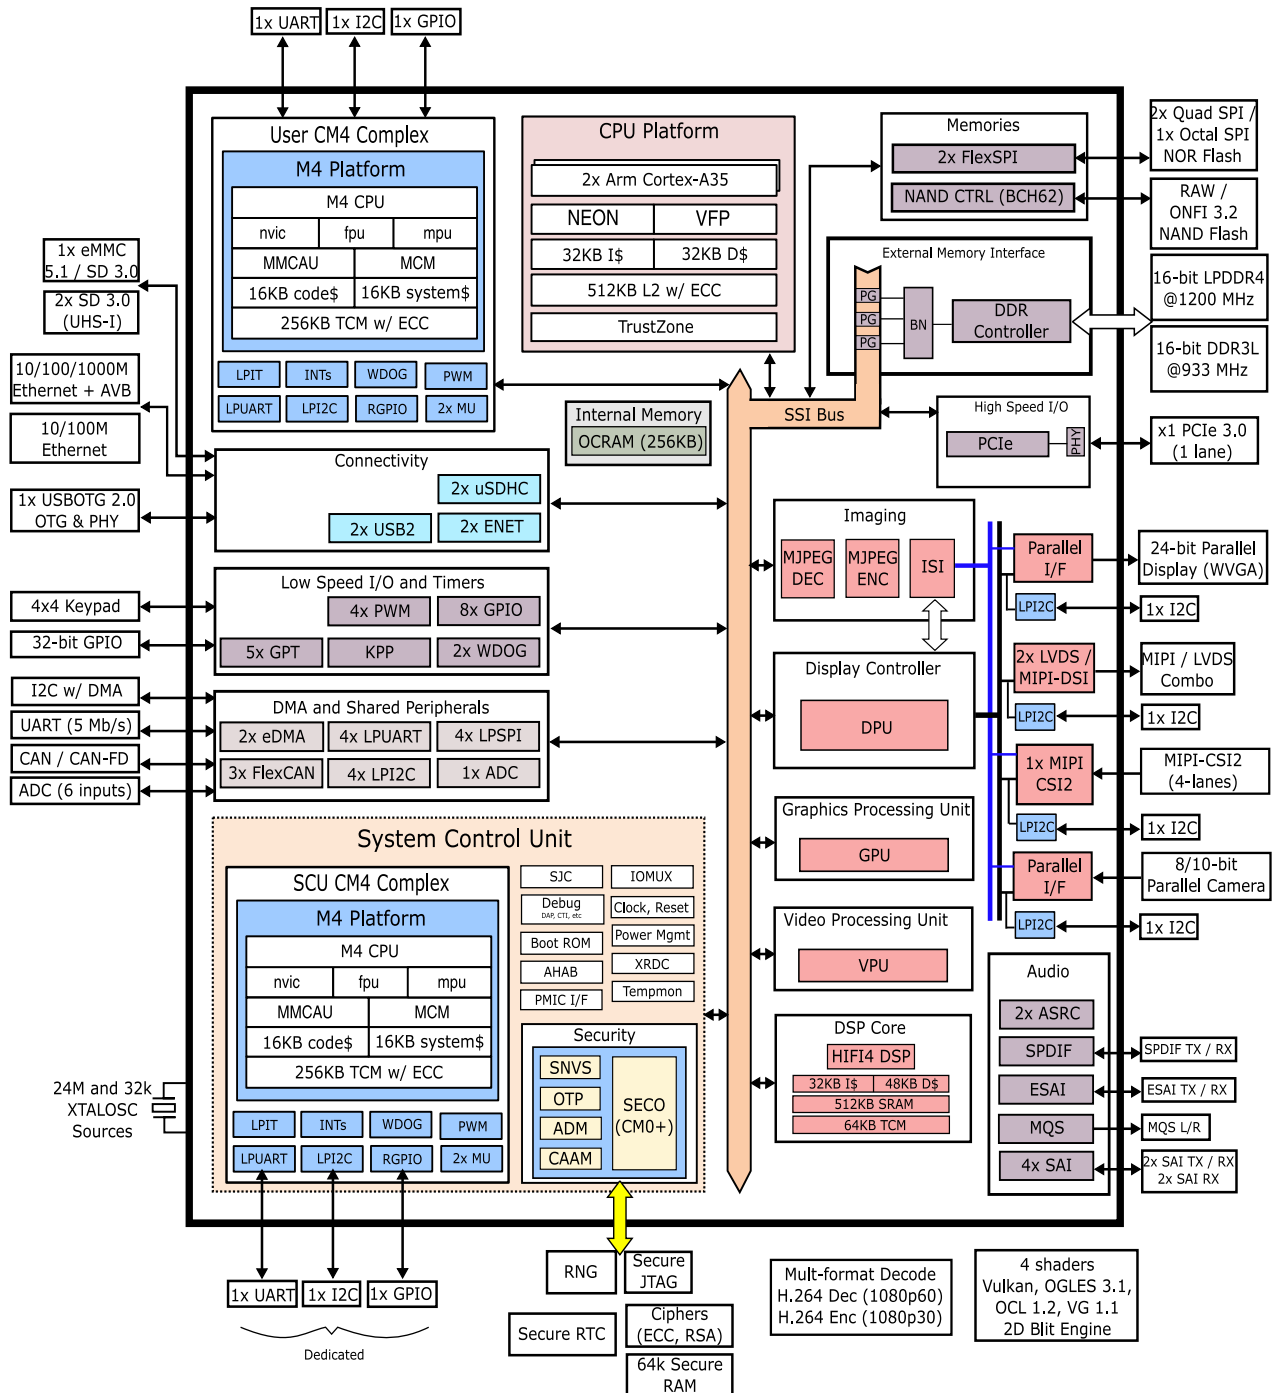 1x UART
1x I2C
1x GPIO
User CM4 Complex
M4 Platform
M4 CPU
nvic
fpu
mpu
MMCAU
MCM
16KB code$
16KB system$
256KB TCM w/ ECC
LPIT
INTs
WDOG
PWM
LPUART
LPI2C
RGPIO
2x MU
CPU Platform
2x Arm Cortex-A35
NEON
VFP
32KB I$
32KB D$
512KB L2 w/ ECC
TrustZone
Memories
2x FlexSPI
NAND CTRL (BCH62)
2x Quad SPI /
1x Octal SPI
NOR Flash
RAW /
ONFI 3.2
NAND Flash
External Memory Interface
PG
PG
PG
BN
DDR
Controller
16-bit LPDDR4
@1200 MHz
16-bit DDR3L
@933 MHz
1x eMMC
5.1 / SD 3.0
2x SD 3.0
(UHS-I)
10/100/1000M
Ethernet + AVB
10/100M
Ethernet
1x USBOTG 2.0
OTG & PHY
Internal Memory
OCRAM (256KB)
SSI Bus
High Speed I/O
PCIe
PHY
x1 PCIe 3.0
(1 lane)
Connectivity
2x uSDHC
2x USB2
2x ENET
Low Speed I/O and Timers
4x PWM
8x GPIO
5x GPT
KPP
2x WDOG
4x4 Keypad
32-bit GPIO
I2C w/ DMA
UART (5 Mb/s)
CAN / CAN-FD
ADC (6 inputs)
DMA and Shared Peripherals
2x eDMA
4x LPUART
4x LPSPI
3x FlexCAN
4x LPI2C
1x ADC
Imaging
MJPEG
DEC
MJPEG
ENC
ISI
Display Controller
DPU
Graphics Processing Unit
GPU
Video Processing Unit
VPU
DSP Core
HIFI4 DSP
32KB I$
48KB D$
512KB SRAM
64KB TCM
Parallel
I/F
LPI2C
2x LVDS /
MIPI-DSI
LPI2C
1x MIPI
CSI2
LPI2C
Parallel
I/F
LPI2C
24-bit Parallel
Display (WVGA)
1x I2C
MIPI / LVDS
Combo
1x I2C
MIPI-CSI2
(4-lanes)
1x I2C
8/10-bit
Parallel Camera
1x I2C
Audio
2x ASRC
SPDIF
ESAI
MQS
4x SAI
SPDIF TX / RX
ESAI TX / RX
MQS L/R
2x SAI TX / RX
2x SAI RX
System Control Unit
SCU CM4 Complex
M4 Platform
M4 CPU
nvic
fpu
mpu
MMCAU
MCM
16KB code$
16KB system$
256KB TCM w/ ECC
LPIT
INTs
WDOG
PWM
LPUART
LPI2C
RGPIO
2x MU
SJC
IOMUX
Debug
DAP, CTI, etc
Clock, Reset
Boot ROM
Power Mgmt
AHAB
XRDC
PMIC I/F
Tempmon
Security
SNVS
OTP
ADM
CAAM
SECO
(CM0+)
24M and 32k
XTALOSC
Sources
1x UART
1x I2C
1x GPIO
Dedicated
RNG
Secure
JTAG
Secure RTC
Ciphers
(ECC, RSA)
64k Secure
RAM
Mult-format Decode
H.264 Dec (1080p60)
H.264 Enc (1080p30)
4 shaders
Vulkan, OGLES 3.1,
OCL 1.2, VG 1.1
2D Blit Engine